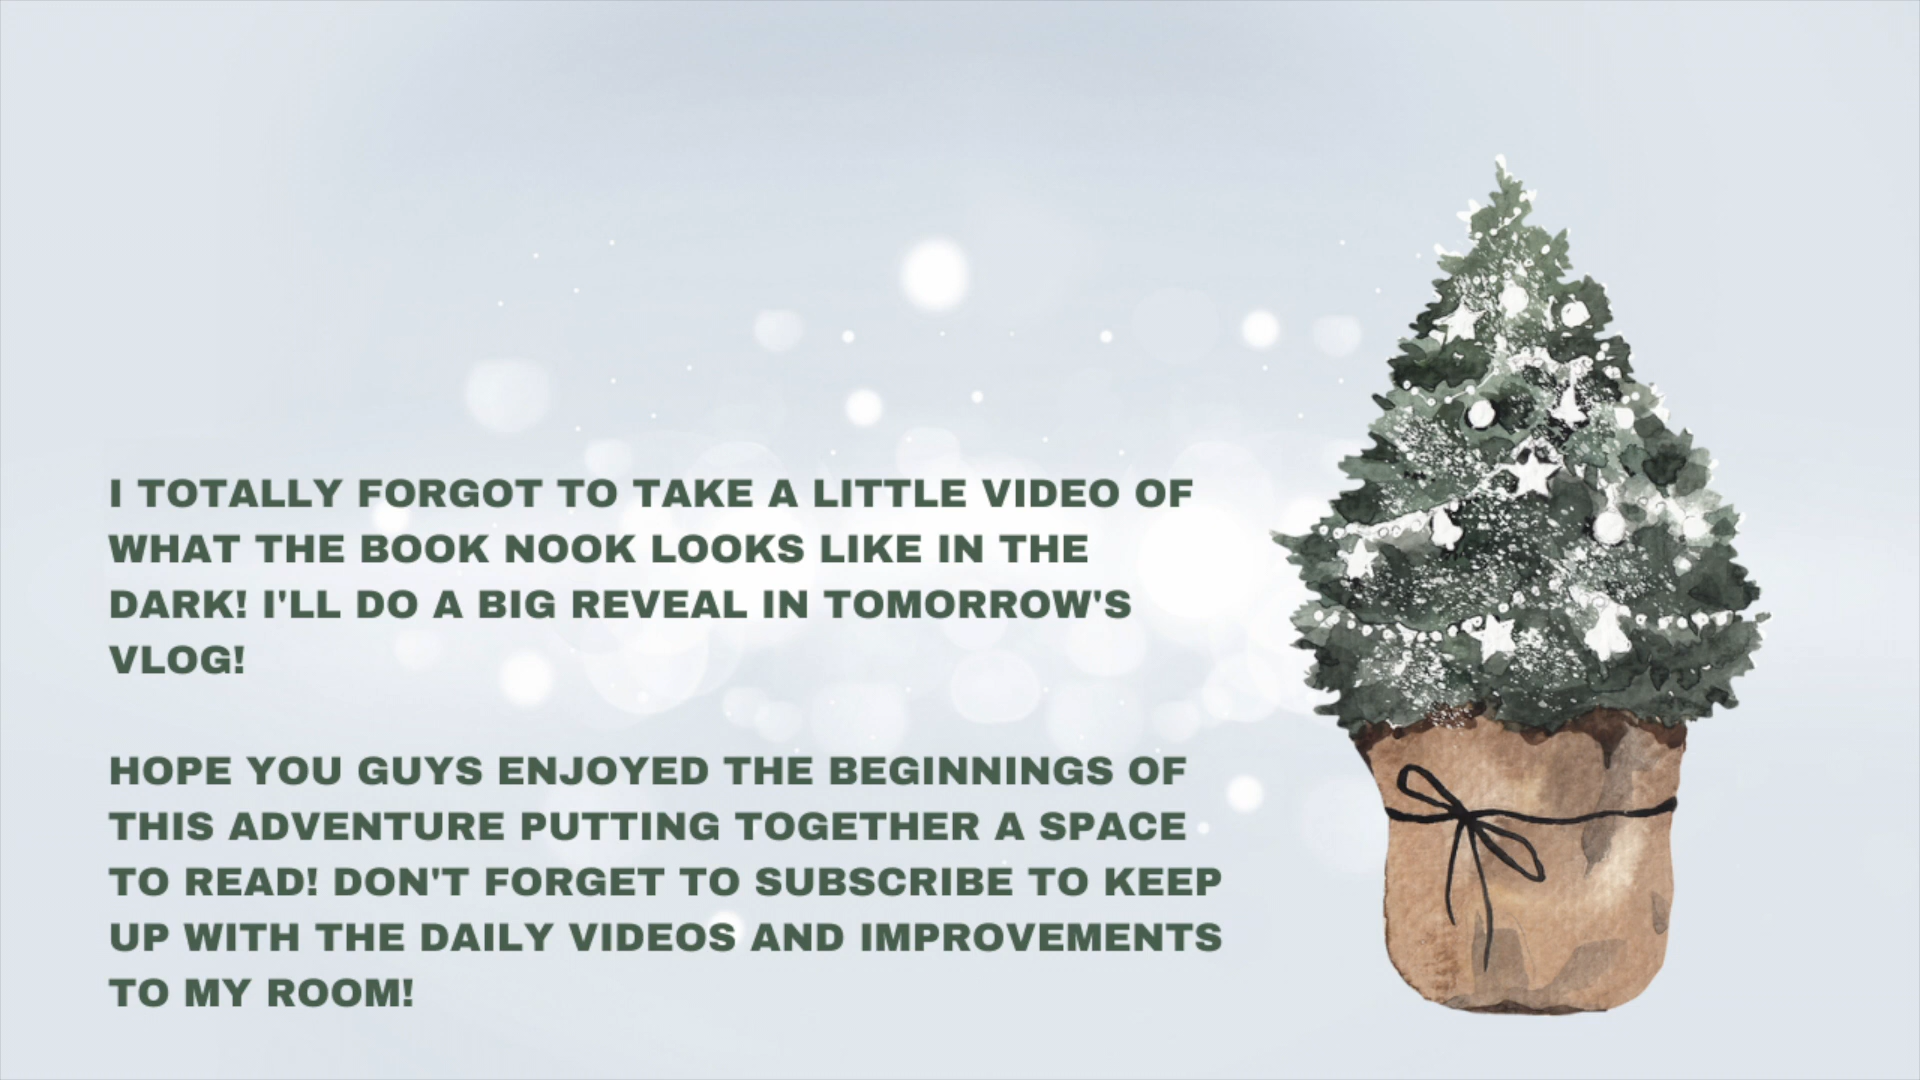 I TOTALLY FORGOT TO TAKE A LITTLE VIDEO OF
WHAT THE BOOK NOOK LOOKS LIKE IN THE
DARK! I'LL DO A BIG REVEAL IN TOMORROW'S
VLOG!
HOPE YOU GUYS ENJOYED THE BEGINNINGS OF
THIS ADVENTURE PUTTING TOGETHER A SPACE
TO READ! DON'T FORGET TO SUBSCRIBE TO KEEP
UP WITH THE DAILY VIDEOS AND IMPROVEMENTS
TO MY ROOM!